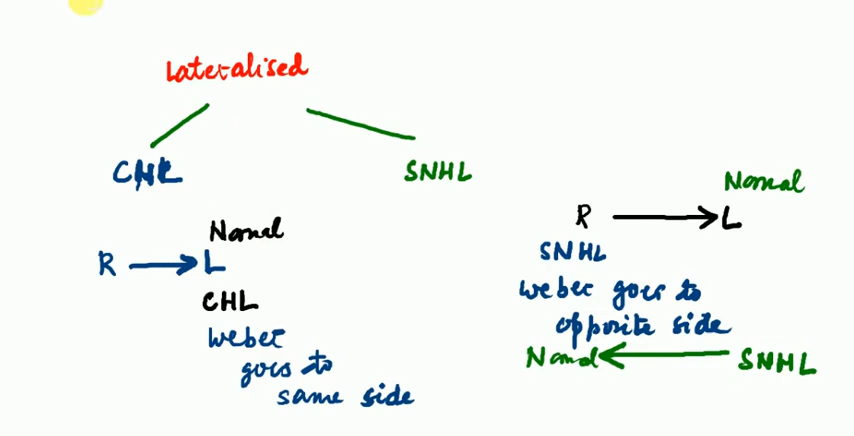 Lateralised
CHL
SNHL
Normal
R → L
CHL
Weber
goes to
same side
Normal
R → L
SNHL
Weber goes to
opposite side
Normal ← SNHL